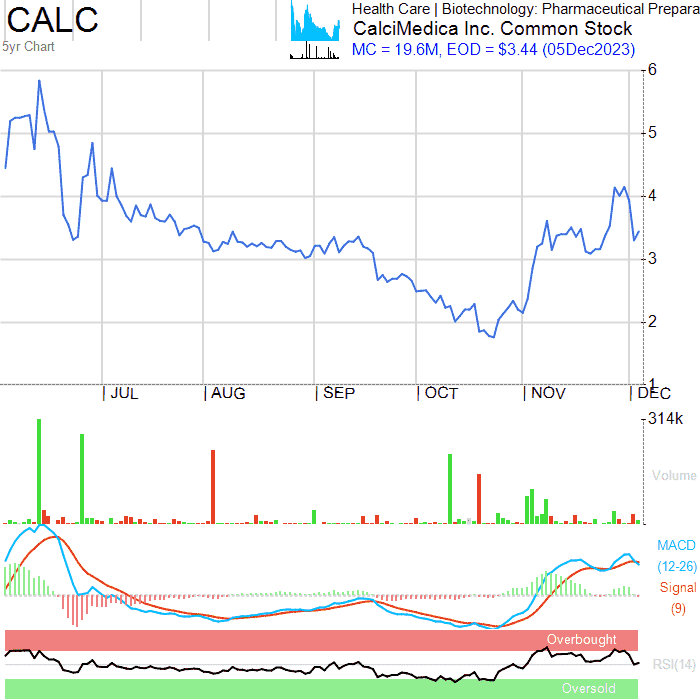 CALC
5yr Chart
Health Care | Biotechnology: Pharmaceutical Prepara
CalciMedica Inc. Common Stock
MC = 19.6M, EOD = $3.44 (05Dec2023)
6
5
4
3
2
1
| JUL | AUG | SEP | OCT | NOV | DEC
314k
Volume
MACD
(12-26)
Signal
(9)
Overbought
RSI(14)
Oversold